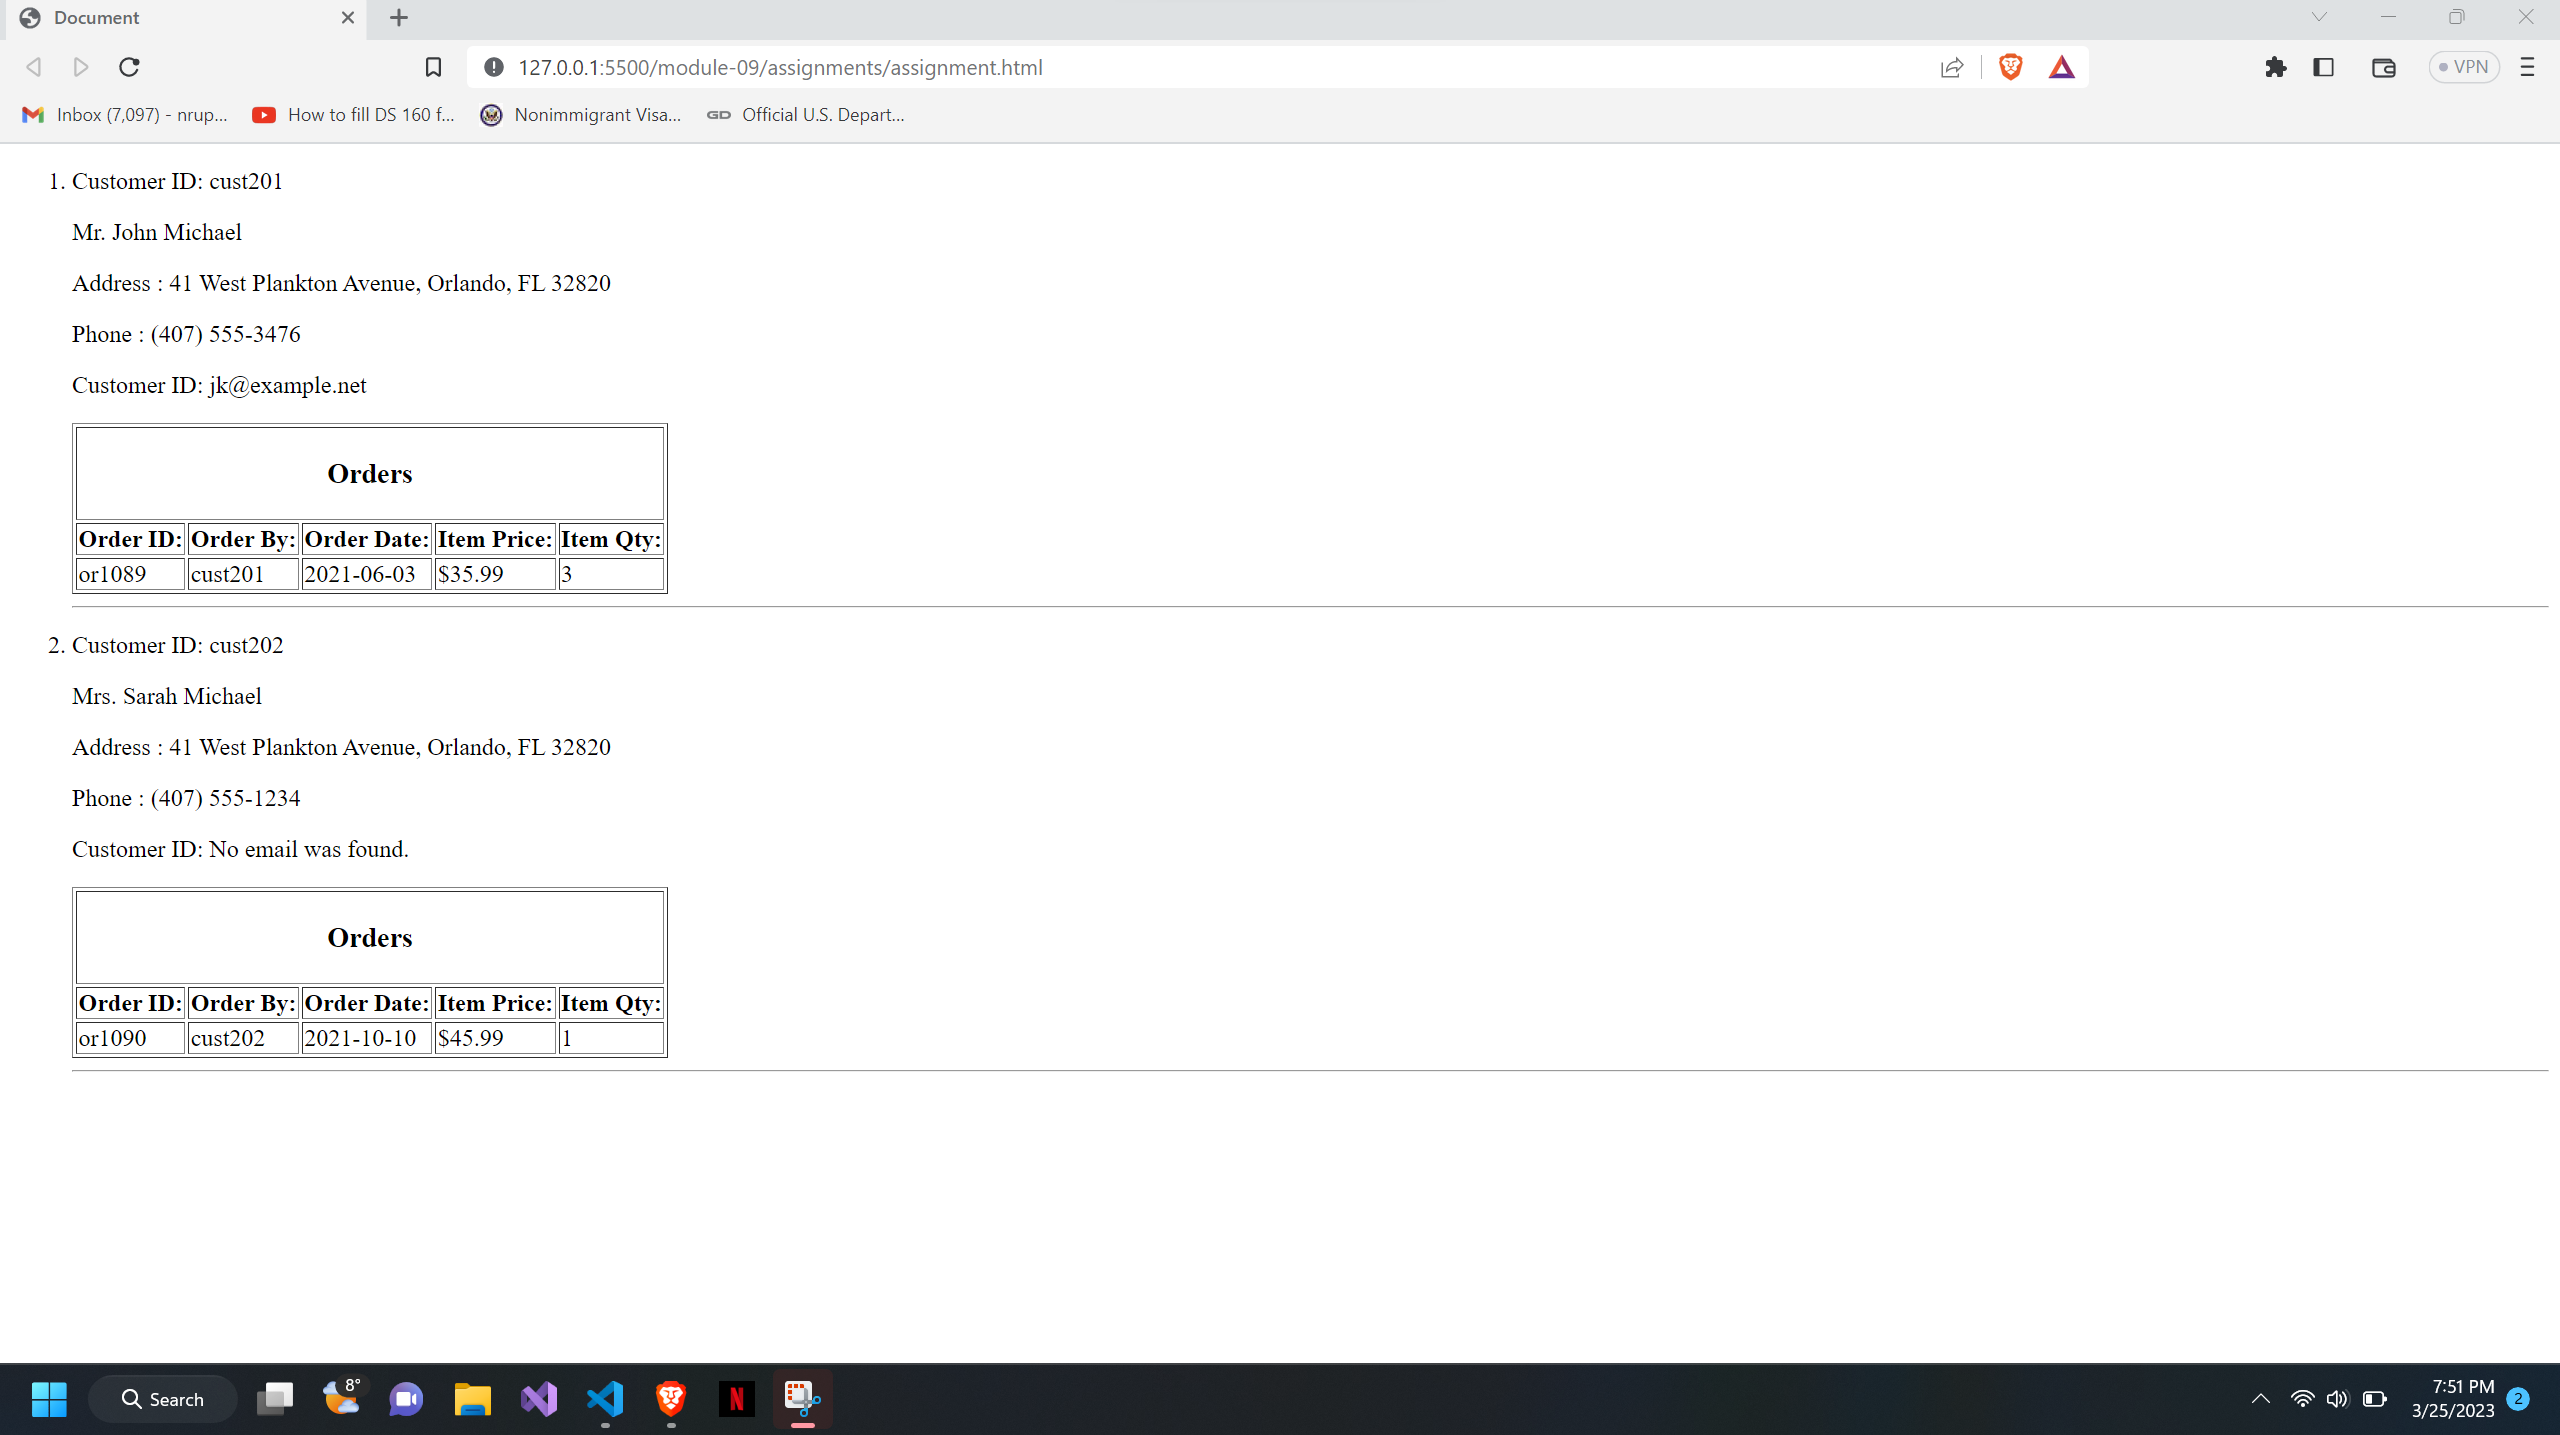 Document
127.0.0.1:5500/module-09/assignments/assignment.html
VPN
Inbox (7,097) - nrup... How to fill DS 160 f... Nonimmigrant Visa... GD Official U.S. Depart...
1. Customer ID: cust201
Mr. John Michael
Address : 41 West Plankton Avenue, Orlando, FL 32820
Phone : (407) 555-3476
Customer ID: jk@example.net
Orders
Order ID: Order By: Order Date: Item Price: Item Qty:
or1089 cust201 2021-06-03 $35.99 3
2. Customer ID: cust202
Mrs. Sarah Michael
Address : 41 West Plankton Avenue, Orlando, FL 32820
Phone : (407) 555-1234
Customer ID: No email was found.
Orders
Order ID: Order By: Order Date: Item Price: Item Qty:
or1090 cust202 2021-10-10 $45.99 1
Search
8°
N
7:51 PM
3/25/2023
2